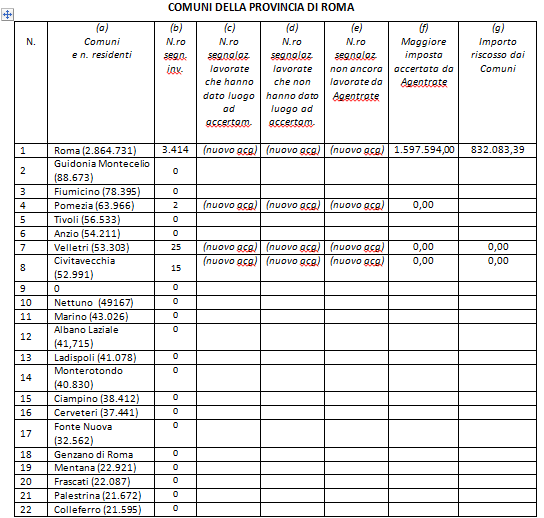 COMUNI DELLA PROVINCIA DI ROMA
N. (a) Comuni e n. residenti (b) N.ro segn. inv. (c) N.ro segnalaz. lavorate che hanno dato luogo ad accertam. (d) N.ro segnalaz. lavorate che non hanno dato luogo ad accertam. (e) N.ro segnalaz. non ancora lavorate da Agentrate (f) Maggiore imposta accertata da Agentrate (g) Importo riscosso dai Comuni
1 Roma (2.864.731) 3.414 (nuovo acg) (nuovo acg) (nuovo acg) 1.597.594,00 832.083,39
2 Guidonia Montecelio (88.673) 0
3 Fiumicino (78.395) 0
4 Pomezia (63.966) 2 (nuovo acg) (nuovo acg) (nuovo acg) 0,00
5 Tivoli (56.533) 0
6 Anzio (54.211) 0
7 Velletri (53.303) 25 (nuovo acg) (nuovo acg) (nuovo acg) 0,00 0,00
8 Civitavecchia (52.991) 15 (nuovo acg) (nuovo acg) (nuovo acg) 0,00 0,00
9 0 0
10 Nettuno (49167) 0
11 Marino (43.026) 0
12 Albano Laziale (41,715) 0
13 Ladispoli (41.078) 0
14 Monterotondo (40.830) 0
15 Ciampino (38.412) 0
16 Cerveteri (37.441) 0
17 Fonte Nuova (32.562) 0
18 Genzano di Roma 0
19 Mentana (22.921) 0
20 Frascati (22.087) 0
21 Palestrina (21.672) 0
22 Colleferro (21.595) 0